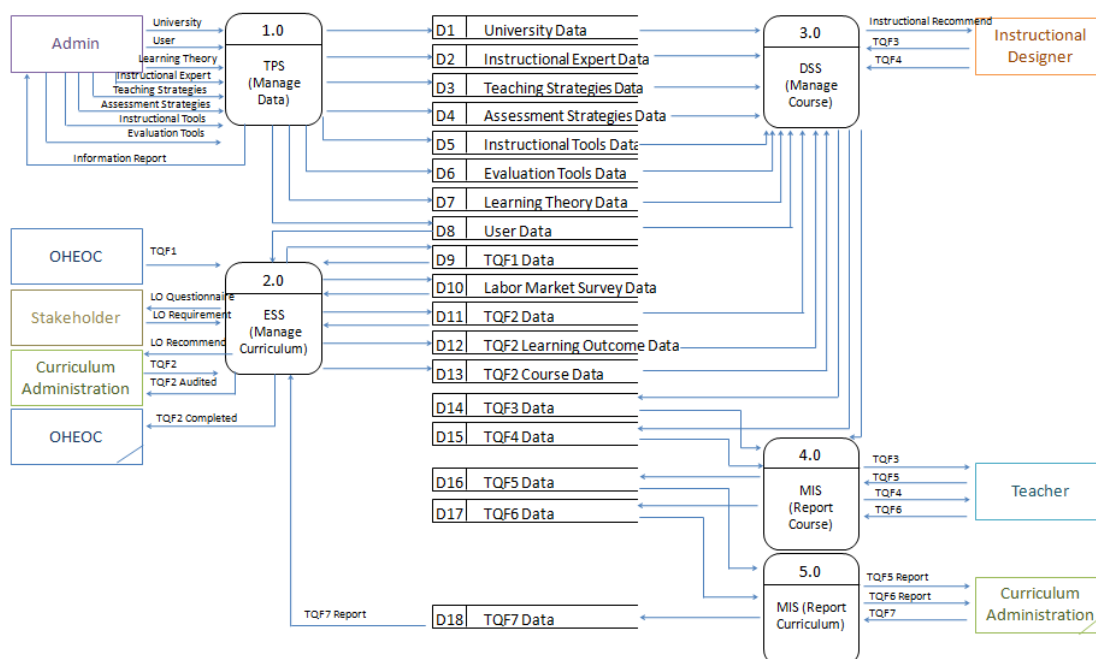 Admin
University
User
Learning Theory
Instructional Expert
Teaching Strategies
Assessment Strategies
Instructional Tools
Evaluation Tools
Information Report
1.0
TPS
(Manage
Data)
OHEOC
TQF1
Stakeholder
LO Questionnaire
LO Requirement
Curriculum
Administration
LO Recommend
TQF2
TQF2 Audited
OHEOC
TQF2 Completed
2.0
ESS
(Manage
Curriculum)
TQF7 Report
D1 University Data
D2 Instructional Expert Data
D3 Teaching Strategies Data
D4 Assessment Strategies Data
D5 Instructional Tools Data
D6 Evaluation Tools Data
D7 Learning Theory Data
D8 User Data
D9 TQF1 Data
D10 Labor Market Survey Data
D11 TQF2 Data
D12 TQF2 Learning Outcome Data
D13 TQF2 Course Data
D14 TQF3 Data
D15 TQF4 Data
D16 TQF5 Data
D17 TQF6 Data
D18 TQF7 Data
3.0
DSS
(Manage
Course)
Instructional Recommend
TQF3
TQF4
Instructional
Designer
4.0
MIS
(Report
Course)
TQF3
TQF5
TQF4
TQF6
Teacher
5.0
MIS (Report
Curriculum)
TQF5 Report
TQF6 Report
TQF7
Curriculum
Administration